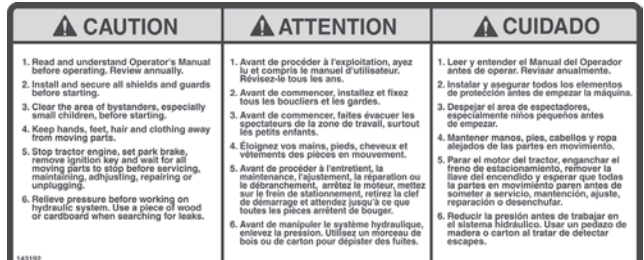 CAUTION
1. Read and understand Operator's Manual
before operating. Review annually.
2. Install and secure all shields and guards
before starting.
3. Clear the area of bystanders, especially
small children, before starting.
4. Keep hands, feet, hair and clothing away
from moving parts.
5. Stop tractor engine, set park brake,
remove ignition key and wait for all
moving parts to stop before servicing,
maintaining, adhjusting, repairing or
unplugging.
6. Relieve pressure before working on
hydraulic system. Use a piece of wood
or cardboard when searching for leaks.
143192
ATTENTION
1. Avant de procéder à l'exploitation, ayez
lu et compris le manuel d'utilisateur.
Révisez-le tous les ans.
2. Avant de commencer, installez et fixez
tous les boucliers et les gardes.
3. Avant de commencer, faites évacuer les
spectateurs de la zone de travail, surtout
les petits enfants.
4. Éloignez vos mains, pieds, cheveux et
vêtements des pièces en mouvement.
5. Avant de procéder à l'entretient, la
maintenance, l'ajustement, la réparation ou
le débranchement, arrêtez le moteur, mettez
sur le frein de stationnement, retirez la clef
de démarrage et attendez jusqu'à ce que
toutes les pièces arrêtent de bouger.
6. Avant de manipuler le système hydraulique,
enlevez la pression. Utilisez un morceau de
bois ou de carton pour dépister des fuites.
CUIDADO
1. Leer y entender el Manual del Operador
antes de operar. Revisar anualmente.
2. Instalar y asegurar todos los elementos
de protección antes de empezar la máquina.
3. Despejar el area de espectadores,
especialmente niños pequeños antes
de empezar.
4. Mantener manos, pies, cabellos y ropa
alejados de las partes en movimiento.
5. Parar el motor del tractor, enganchar el
freno de estacionamiento, remover la
llave del encendido y esperar que todas
la partes en movimiento paren antes de
someter a servicio, mantención, ajuste,
reparación o desenchufar.
6. Reducir la presión antes de trabajar en
el sistema hidráulico. Usar un pedazo de
madera o carton al tratar de detectar
escapes.